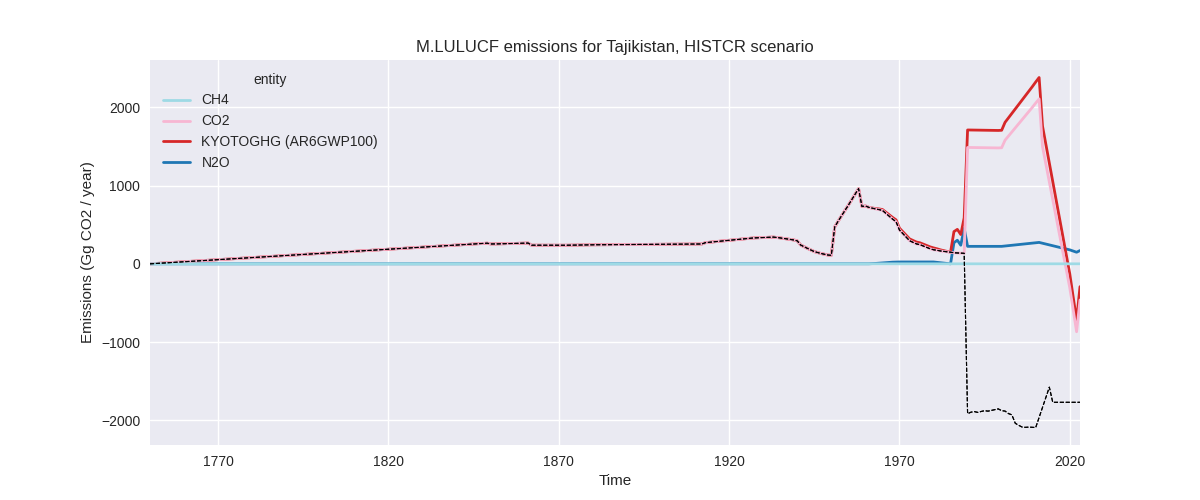 M.LULUCF emissions for Tajikistan, HISTCR scenario
entity
CH4
CO2
KYOTOGHG (AR6GWP100)
N2O
Emissions (Gg CO2 / year)
2000
1000
0
−1000
−2000
1770
1820
1870
1920
1970
2020
Time